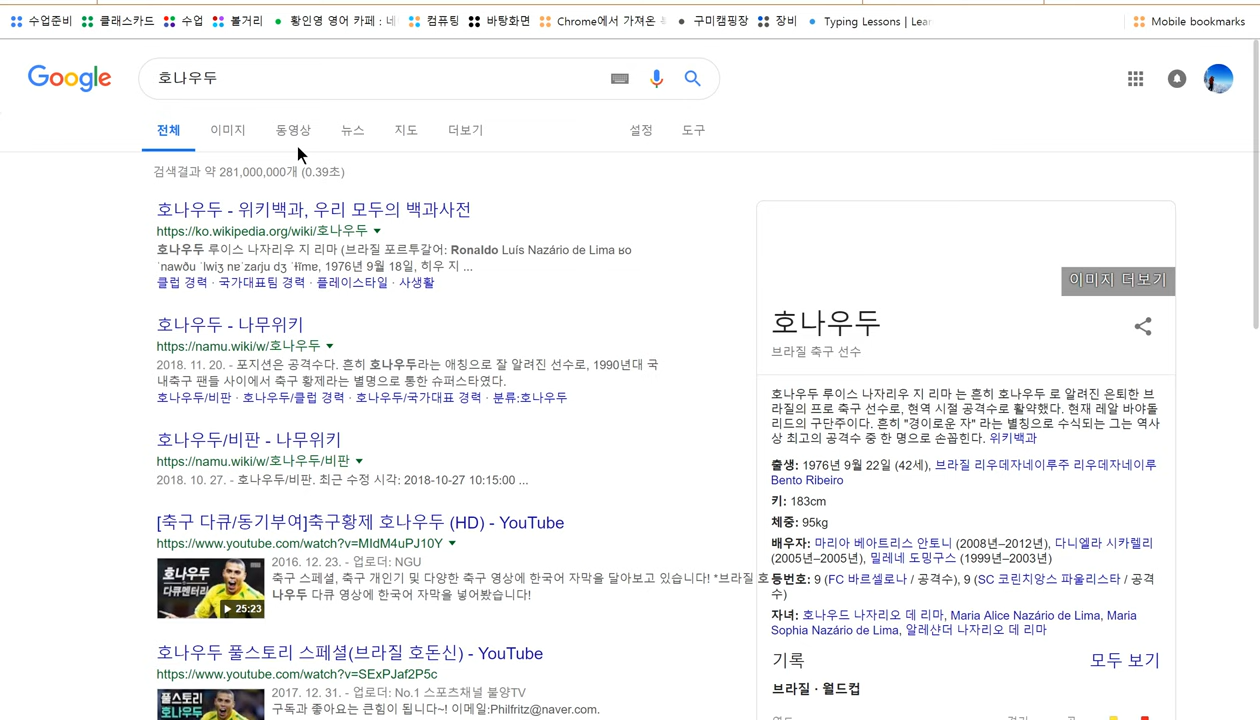 수업준비 클래스카드 수업 볼거리 황인영 영어 카페 : 네 컴퓨팅 바탕화면 Chrome에서 가져온 구미캠핑장 장비 Typing Lessons | Lear Mobile bookmarks
Google 호나우두
전체 이미지 동영상 뉴스 지도 더보기 설정 도구
검색결과 약 281,000,000개 (0.39초)
호나우두 - 위키백과, 우리 모두의 백과사전
https://ko.wikipedia.org/wiki/호나우두
호나우두 루이스 나자리우 지 리마 (브라질 포르투갈어: Ronaldo Luís Nazário de Lima ʁo
ˈnawðu ˈlwiʒ nɐˈzarju dʒ ˈɫĩme, 1976년 9월 18일, 히우 지 ...
클럽 경력 · 국가대표팀 경력 · 플레이스타일 · 사생활
호나우두 - 나무위키
https://namu.wiki/w/호나우두
2018. 11. 20. - 포지션은 공격수다. 흔히 호나우두라는 애칭으로 잘 알려진 선수로, 1990년대 국
내축구 팬들 사이에서 축구 황제라는 별명으로 통한 슈퍼스타였다.
호나우두/비판 · 호나우두/클럽 경력 · 호나우두/국가대표 경력 · 분류:호나우두
호나우두/비판 - 나무위키
https://namu.wiki/w/호나우두/비판
2018. 10. 27. - 호나우두/비판. 최근 수정 시각: 2018-10-27 10:15:00 ...
[축구 다큐/동기부여]축구황제 호나우두 (HD) - YouTube
https://www.youtube.com/watch?v=MIdM4uPJ10Y
호나우두
다큐멘터리
25:23
2016. 12. 23. - 업로더: NGU
축구 스페셜, 축구 개인기 및 다양한 축구 영상에 한국어 자막을 달아보고 있습니다! *브라질 호
나우두 다큐 영상에 한국어 자막을 넣어봤습니다!
호나우두 풀스토리 스페셜(브라질 호돈신) - YouTube
https://www.youtube.com/watch?v=SExPJaf2P5c
풀스토리
호나우두
2017. 12. 31. - 업로더: No.1 스포츠채널 불양TV
구독과 좋아요는 큰힘이 됩니다~! 이메일:Philfritz@naver.com.
이미지 더보기
호나우두
브라질 축구 선수
호나우두 루이스 나자리우 지 리마 는 흔히 호나우두 로 알려진 은퇴한 브
라질의 프로 축구 선수로, 현역 시절 공격수로 활약했다. 현재 레알 바야돌
리드의 구단주이다. 흔히 "경이로운 자" 라는 별칭으로 수식되는 그는 역사
상 최고의 공격수 중 한 명으로 손꼽힌다. 위키백과
출생: 1976년 9월 22일 (42세), 브라질 리우데자네이루주 리우데자네이루
Bento Ribeiro
키: 183cm
체중: 95kg
배우자: 마리아 베아트리스 안토니 (2008년–2012년), 다니엘라 시카렐리
(2005년–2005년), 밀레네 도밍구스 (1999년–2003년)
등번호: 9 (FC 바르셀로나 / 공격수), 9 (SC 코린치앙스 파울리스타 / 공격
수)
자녀: 호나우드 나자리오 데 리마, Maria Alice Nazário de Lima, Maria
Sophia Nazário de Lima, 알레샨더 나자리오 데 리마
기록 모두 보기
브라질 · 월드컵